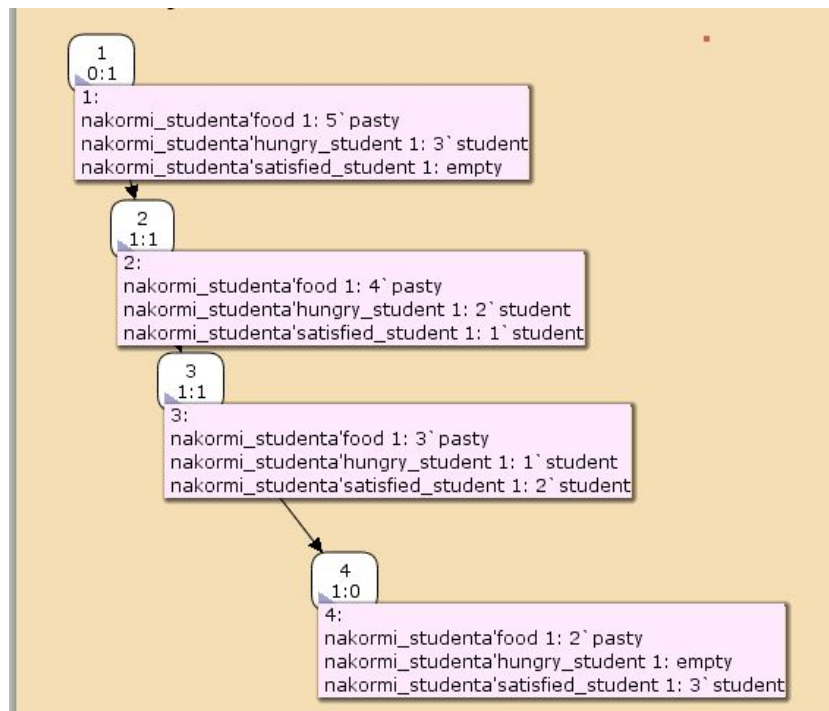 1
0:1
1:
nakormi_studenta'food 1: 5`pasty
nakormi_studenta'hungry_student 1: 3`student
nakormi_studenta'satisfied_student 1: empty
2
1:1
2:
nakormi_studenta'food 1: 4`pasty
nakormi_studenta'hungry_student 1: 2`student
nakormi_studenta'satisfied_student 1: 1`student
3
1:1
3:
nakormi_studenta'food 1: 3`pasty
nakormi_studenta'hungry_student 1: 1`student
nakormi_studenta'satisfied_student 1: 2`student
4
1:0
4:
nakormi_studenta'food 1: 2`pasty
nakormi_studenta'hungry_student 1: empty
nakormi_studenta'satisfied_student 1: 3`student